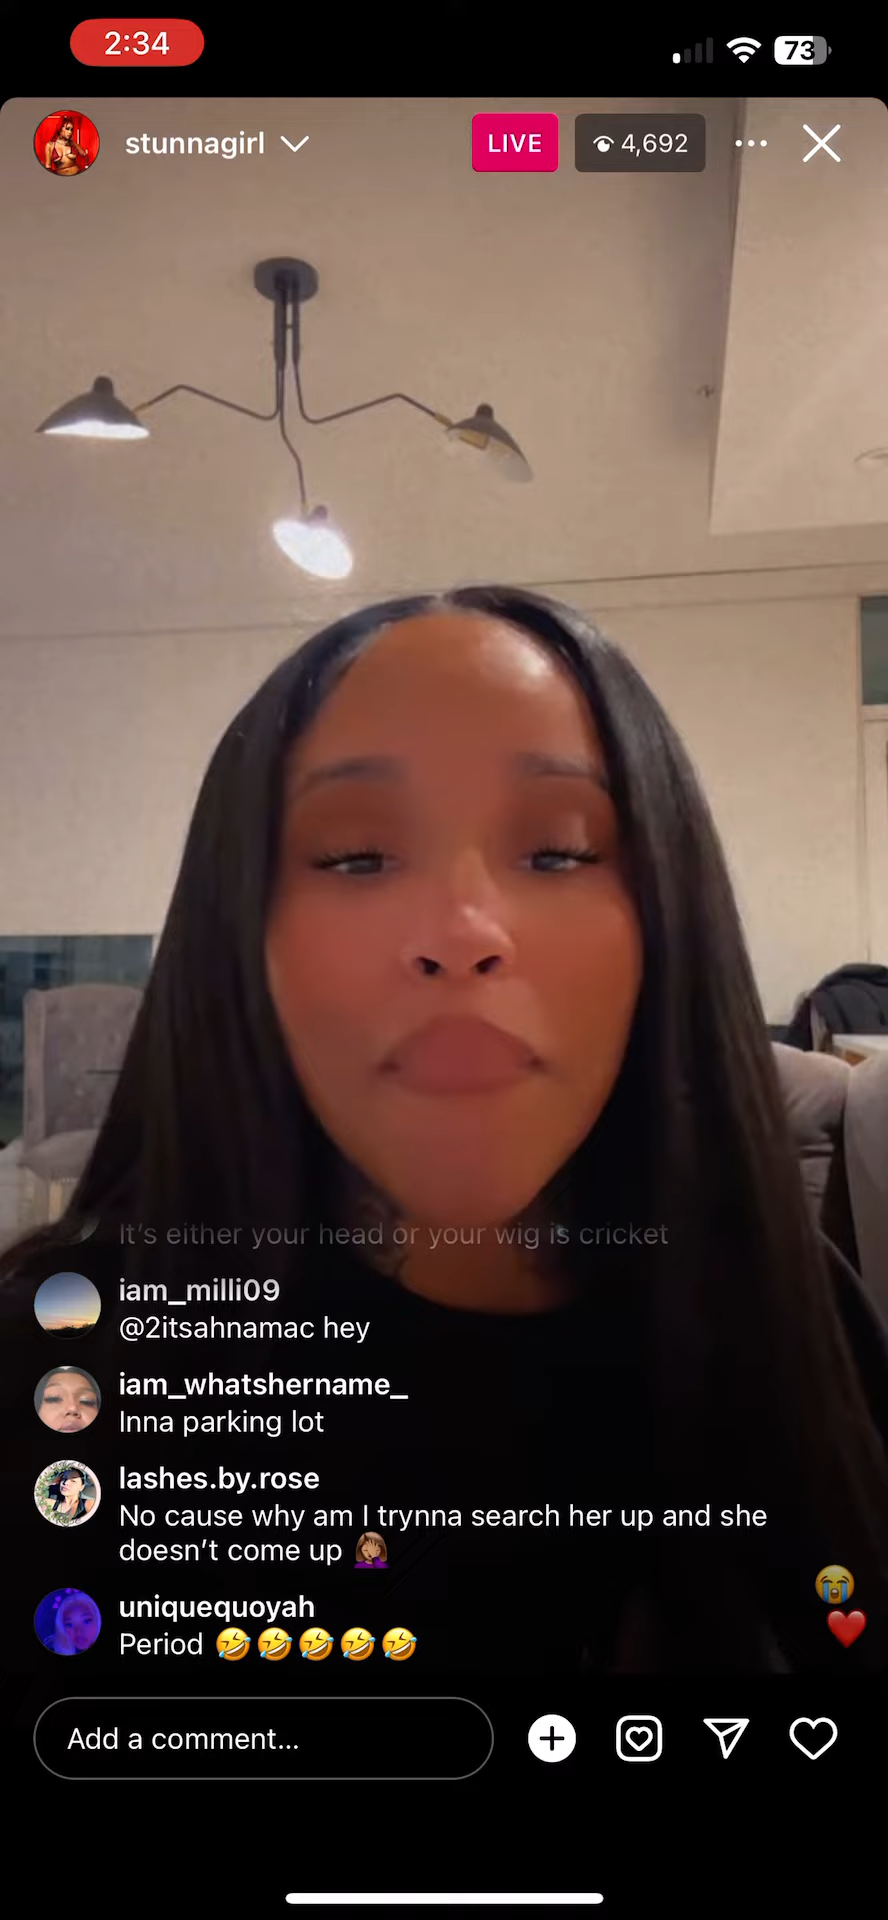 2:34
73
stunnagirl
LIVE
4,692
It's either your head or your wig is cricket
iam_milli09
@2itsahnamac hey
iam_whatshername_
Inna parking lot
lashes.by.rose
No cause why am I trynna search her up and she
doesn't come up 🤦🏽‍♀️
uniquequoyah
Period 🤣🤣🤣🤣🤣
Add a comment...